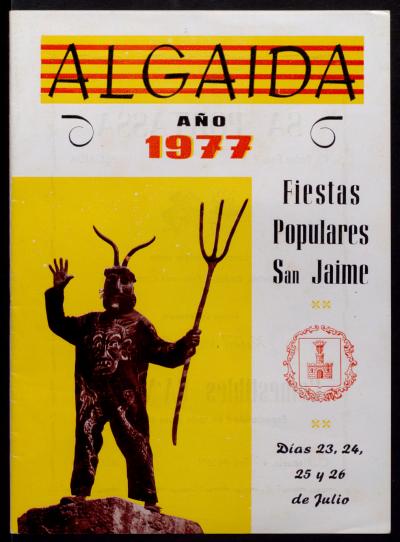 ALGAIDA
AÑO
1977
Fiestas
Populares
San Jaime
Días 23, 24,
25 y 26
de Julio